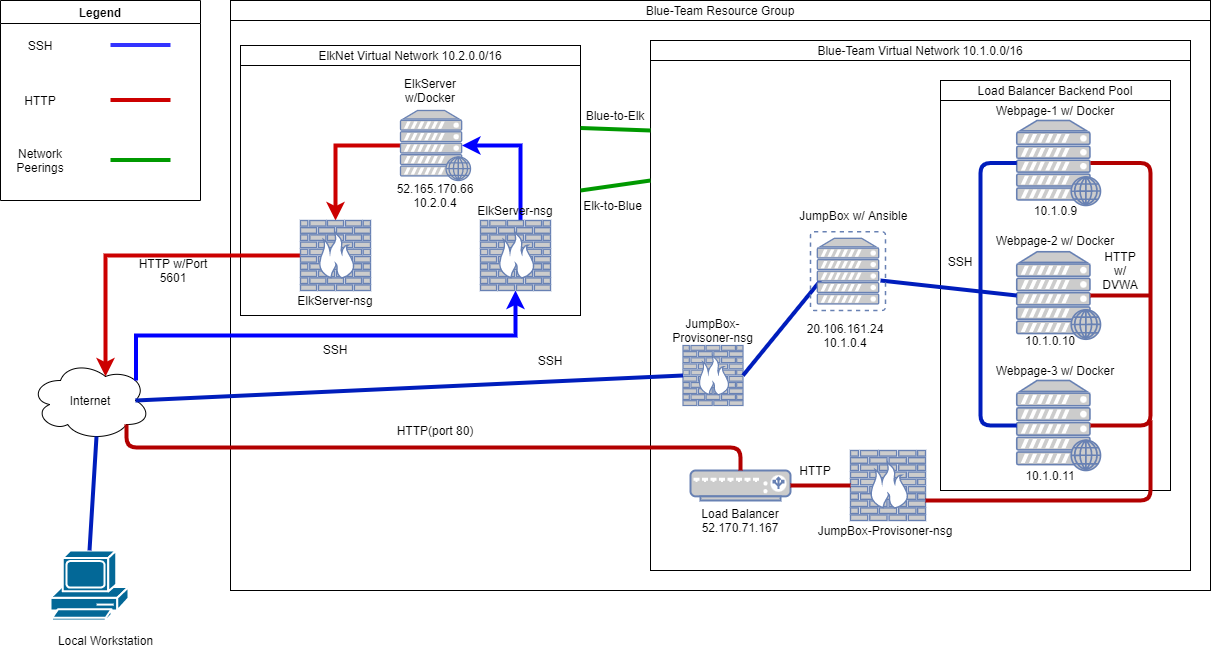 Legend
SSH
HTTP
Network
Peerings
Blue-Team Resource Group
ElkNet Virtual Network 10.2.0.0/16
ElkServer
w/Docker
52.165.170.66
10.2.0.4
ElkServer-nsg
ElkServer-nsg
HTTP w/Port
5601
SSH
Blue-to-Elk
Elk-to-Blue
Blue-Team Virtual Network 10.1.0.0/16
Load Balancer Backend Pool
Webpage-1 w/ Docker
10.1.0.9
Webpage-2 w/ Docker
HTTP
w/
DVWA
10.1.0.10
Webpage-3 w/ Docker
10.1.0.11
SSH
JumpBox w/ Ansible
20.106.161.24
10.1.0.4
JumpBox-
Provisoner-nsg
SSH
Internet
HTTP(port 80)
HTTP
Load Balancer
52.170.71.167
JumpBox-Provisoner-nsg
Local Workstation